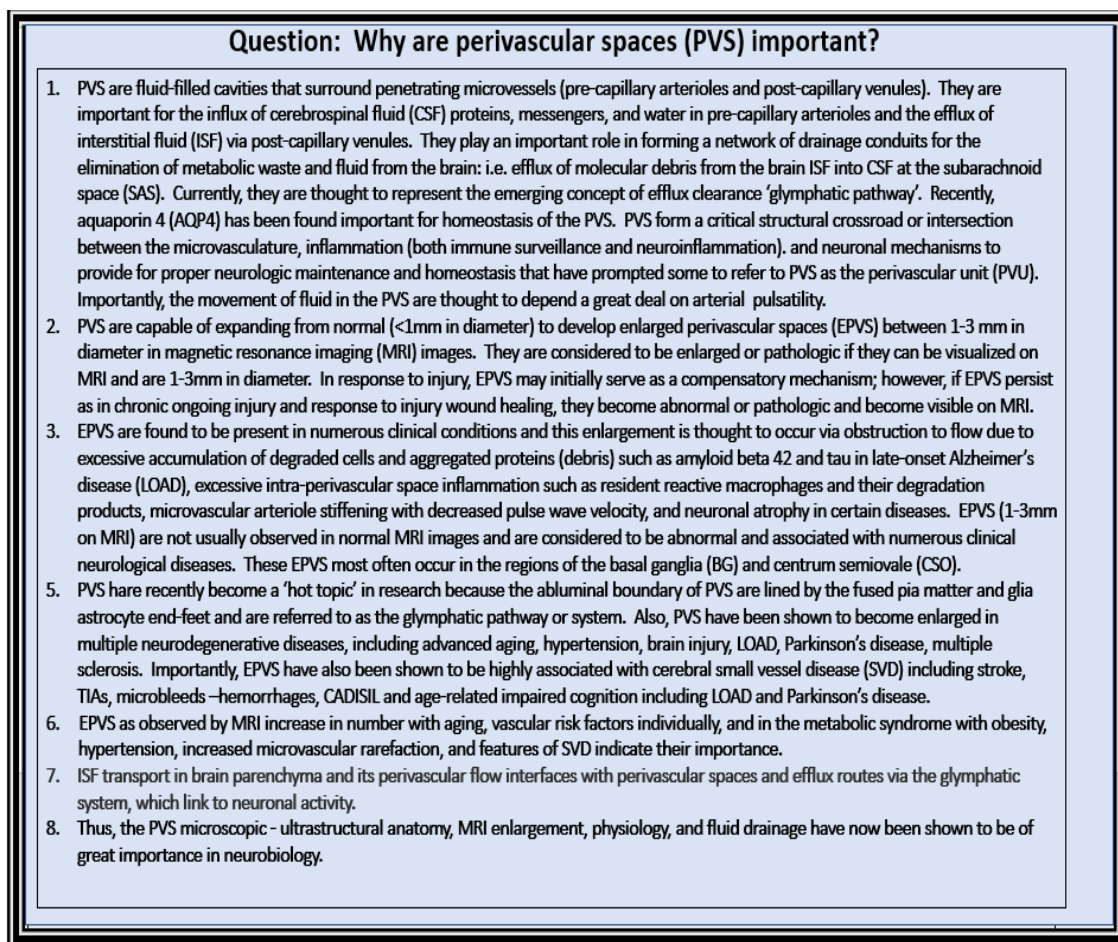 Question: Why are perivascular spaces (PVS) important?
1. PVS are fluid-filled cavities that surround penetrating microvessels (pre-capillary arterioles and post-capillary venules). They are
important for the influx of cerebrospinal fluid (CSF) proteins, messengers, and water in pre-capillary arterioles and the efflux of
interstitial fluid (ISF) via post-capillary venules. They play an important role in forming a network of drainage conduits for the
elimination of metabolic waste and fluid from the brain: i.e. efflux of molecular debris from the brain ISF into CSF at the subarachnoid
space (SAS). Currently, they are thought to represent the emerging concept of efflux clearance ‘glymphatic pathway’. Recently,
aquaporin 4 (AQP4) has been found important for homeostasis of the PVS. PVS form a critical structural crossroad or intersection
between the microvasculature, inflammation (both immune surveillance and neuroinflammation). and neuronal mechanisms to
provide for proper neurologic maintenance and homeostasis that have prompted some to refer to PVS as the perivascular unit (PVU).
Importantly, the movement of fluid in the PVS are thought to depend a great deal on arterial pulsatility.
2. PVS are capable of expanding from normal (<1mm in diameter) to develop enlarged perivascular spaces (EPVS) between 1-3 mm in
diameter in magnetic resonance imaging (MRI) images. They are considered to be enlarged or pathologic if they can be visualized on
MRI and are 1-3mm in diameter. In response to injury, EPVS may initially serve as a compensatory mechanism; however, if EPVS persist
as in chronic ongoing injury and response to injury wound healing, they become abnormal or pathologic and become visible on MRI.
3. EPVS are found to be present in numerous clinical conditions and this enlargement is thought to occur via obstruction to flow due to
excessive accumulation of degraded cells and aggregated proteins (debris) such as amyloid beta 42 and tau in late-onset Alzheimer’s
disease (LOAD), excessive intra-perivascular space inflammation such as resident reactive macrophages and their degradation
products, microvascular arteriole stiffening with decreased pulse wave velocity, and neuronal atrophy in certain diseases. EPVS (1-3mm
on MRI) are not usually observed in normal MRI images and are considered to be abnormal and associated with numerous clinical
neurological diseases. These EPVS most often occur in the regions of the basal ganglia (BG) and centrum semiovale (CSO).
5. PVS hare recently become a ‘hot topic’ in research because the abluminal boundary of PVS are lined by the fused pia matter and glia
astrocyte end-feet and are referred to as the glymphatic pathway or system. Also, PVS have been shown to become enlarged in
multiple neurodegenerative diseases, including advanced aging, hypertension, brain injury, LOAD, Parkinson’s disease, multiple
sclerosis. Importantly, EPVS have also been shown to be highly associated with cerebral small vessel disease (SVD) including stroke,
TIAs, microbleeds –hemorrhages, CADISIL and age-related impaired cognition including LOAD and Parkinson’s disease.
6. EPVS as observed by MRI increase in number with aging, vascular risk factors individually, and in the metabolic syndrome with obesity,
hypertension, increased microvascular rarefaction, and features of SVD indicate their importance.
7. ISF transport in brain parenchyma and its perivascular flow interfaces with perivascular spaces and efflux routes via the glymphatic
system, which link to neuronal activity.
8. Thus, the PVS microscopic - ultrastructural anatomy, MRI enlargement, physiology, and fluid drainage have now been shown to be of
great importance in neurobiology.